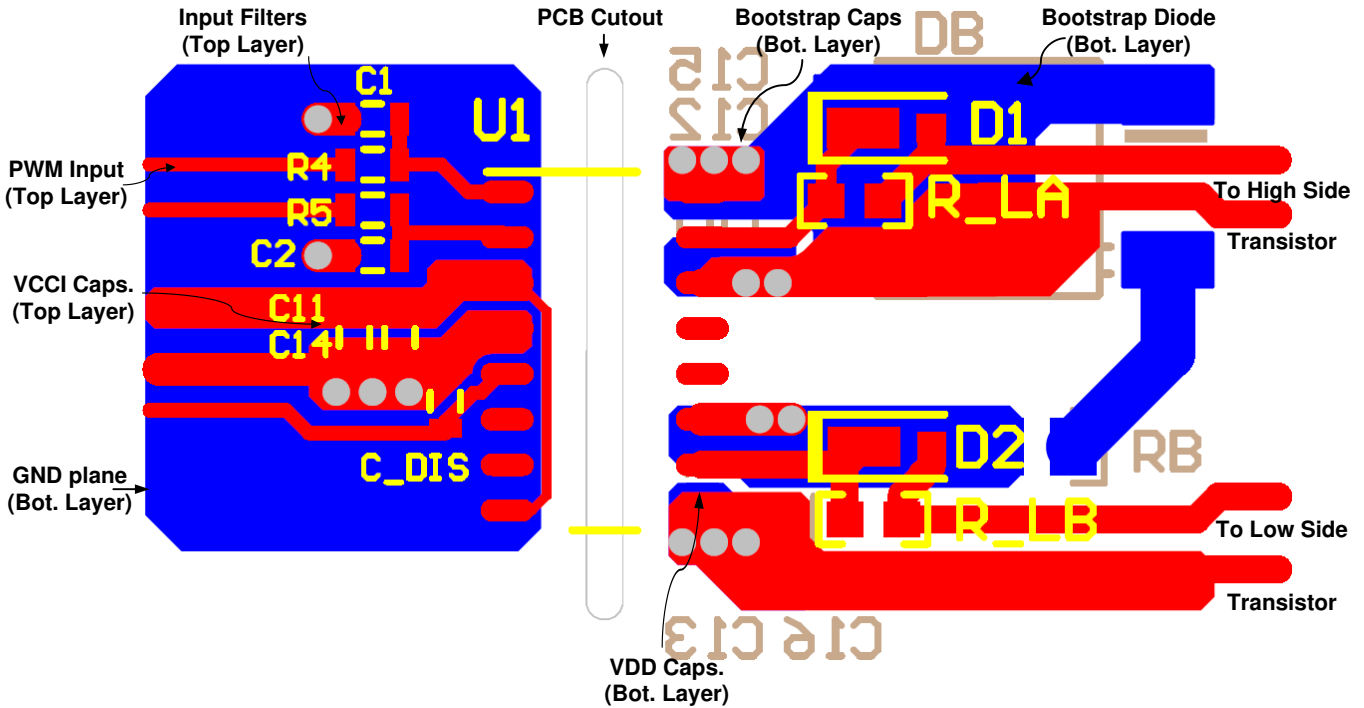 Input Filters
(Top Layer)
PCB Cutout
Bootstrap Caps
(Bot. Layer)
Bootstrap Diode
(Bot. Layer)
DB
C15
C12
C1
U1
D1
PWM Input
(Top Layer)
R4
R5
C2
R_LA
To High Side
Transistor
VCCI Caps.
(Top Layer)
C11
C14
GND plane
(Bot. Layer)
C_DIS
D2
RB
R_LB
To Low Side
Transistor
C13 C16
VDD Caps.
(Bot. Layer)